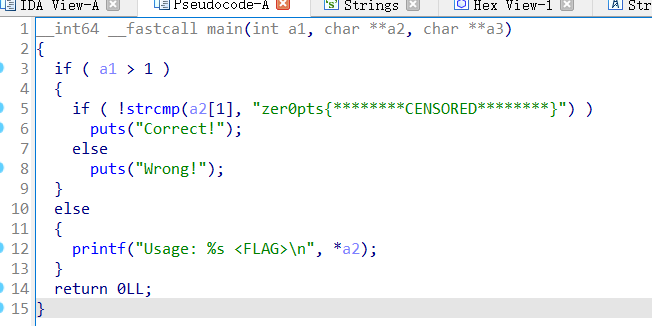 IDA View-A Pseudocode-A Strings Hex View-1 Str
1 __int64 __fastcall main(int a1, char **a2, char **a3)
2 {
3 if ( a1 > 1 )
4 {
5 if ( !strcmp(a2[1], "zer0pts{********CENSORED********}") )
6 puts("Correct!");
7 else
8 puts("Wrong!");
9 }
10 else
11 {
12 printf("Usage: %s <FLAG>\n", *a2);
13 }
14 return 0LL;
15 }